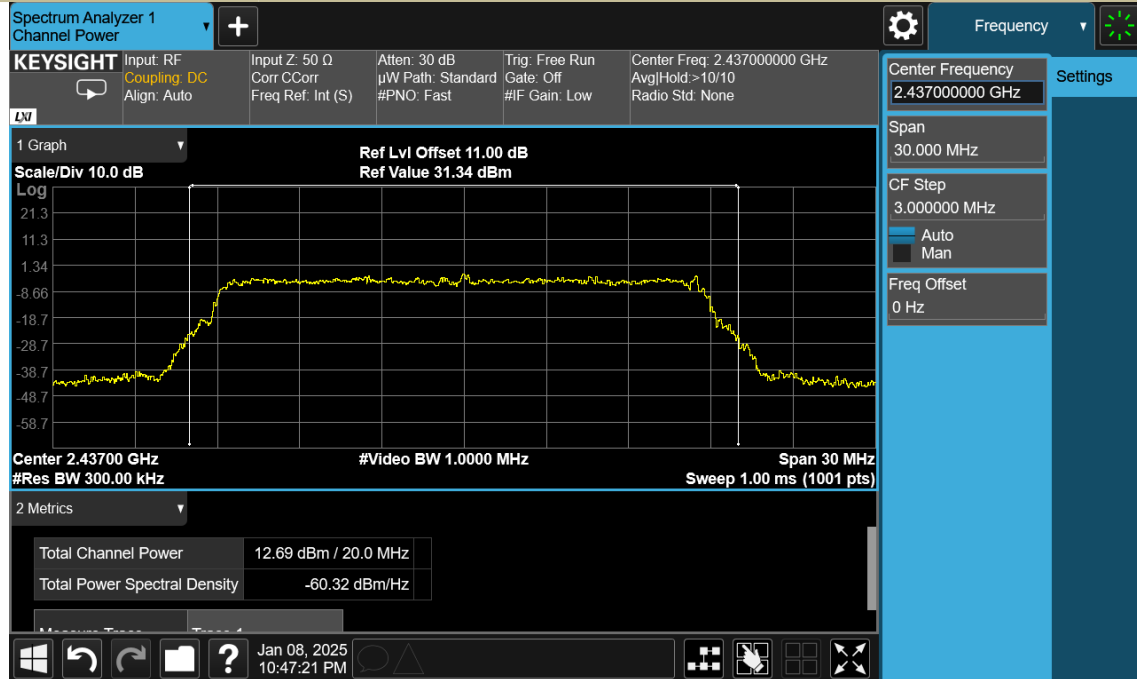 Spectrum Analyzer 1
Channel Power
+
Frequency
KEYSIGHT
LXI
Input: RF
Coupling: DC
Align: Auto
Input Z: 50 Ω
Corr CCorr
Freq Ref: Int (S)
Atten: 30 dB
µW Path: Standard
#PNO: Fast
Trig: Free Run
Gate: Off
#IF Gain: Low
Center Freq: 2.437000000 GHz
Avg|Hold:>10/10
Radio Std: None
Center Frequency
2.437000000 GHz
Settings
Span
30.000 MHz
CF Step
3.000000 MHz
Auto
Man
Freq Offset
0 Hz
1 Graph
Scale/Div 10.0 dB
Ref Lvl Offset 11.00 dB
Ref Value 31.34 dBm
Log
21.3
11.3
1.34
-8.66
-18.7
-28.7
-38.7
-48.7
-58.7
Center 2.43700 GHz
#Video BW 1.0000 MHz
Span 30 MHz
#Res BW 300.00 kHz
Sweep 1.00 ms (1001 pts)
2 Metrics
Total Channel Power 12.69 dBm / 20.0 MHz
Total Power Spectral Density -60.32 dBm/Hz
?
Jan 08, 2025
10:47:21 PM